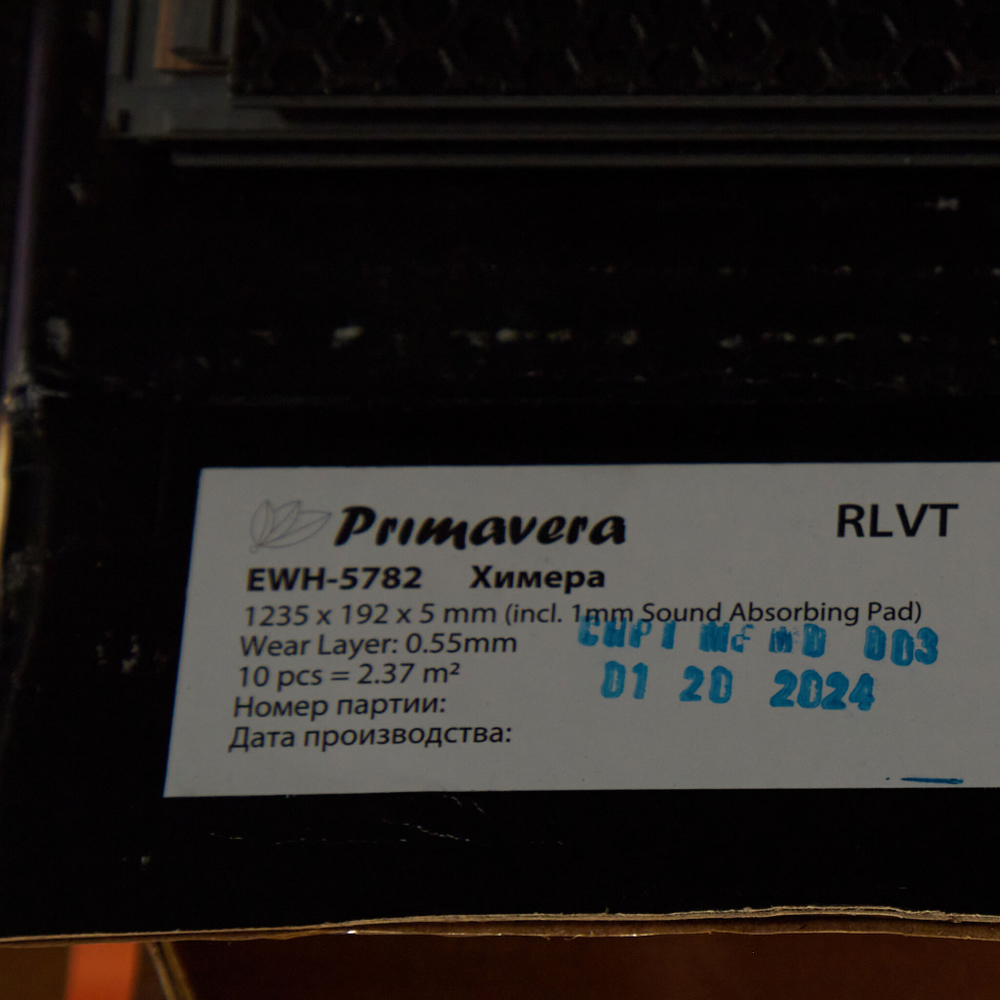 Primavera
RLVT
EWH-5782 Химера
1235 x 192 x 5 mm (incl. 1mm Sound Absorbing Pad)
Wear Layer: 0.55mm
10 pcs = 2.37 m²
Номер партии:
Дата производства:
003
01 20 2024